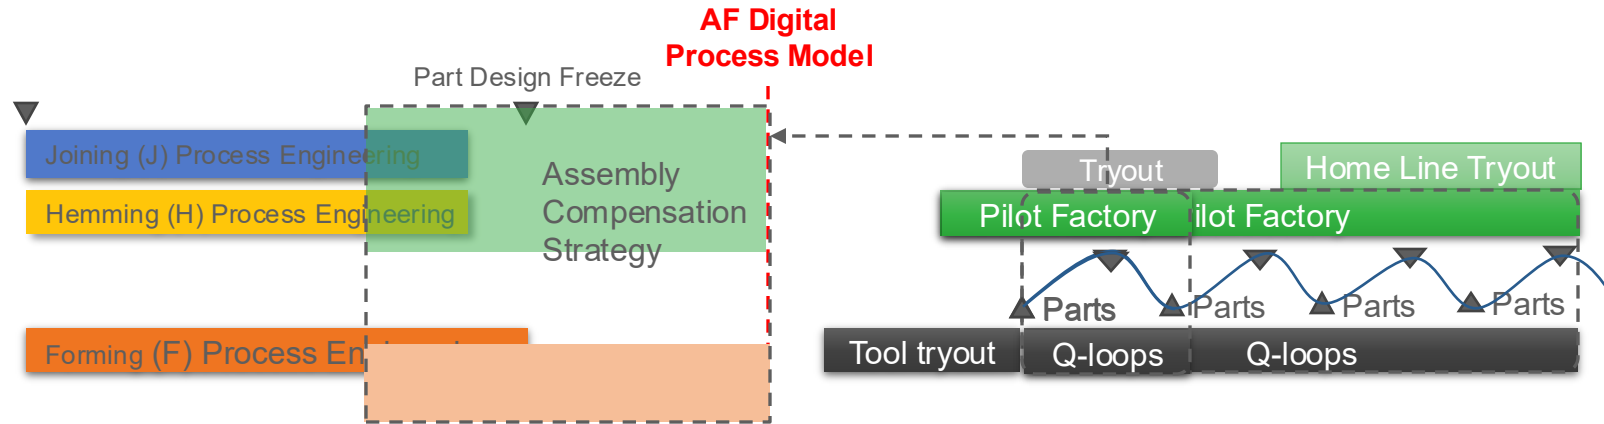 AF Digital
Process Model
Part Design Freeze
Joining (J) Process Engineering
Hemming (H) Process Engineering
Assembly
Compensation
Strategy
Forming (F) Process En
Tryout
Home Line Tryout
Pilot Factory
ilot Factory
Parts
Parts
Parts
Parts
Tool tryout
Q-loops
Q-loops